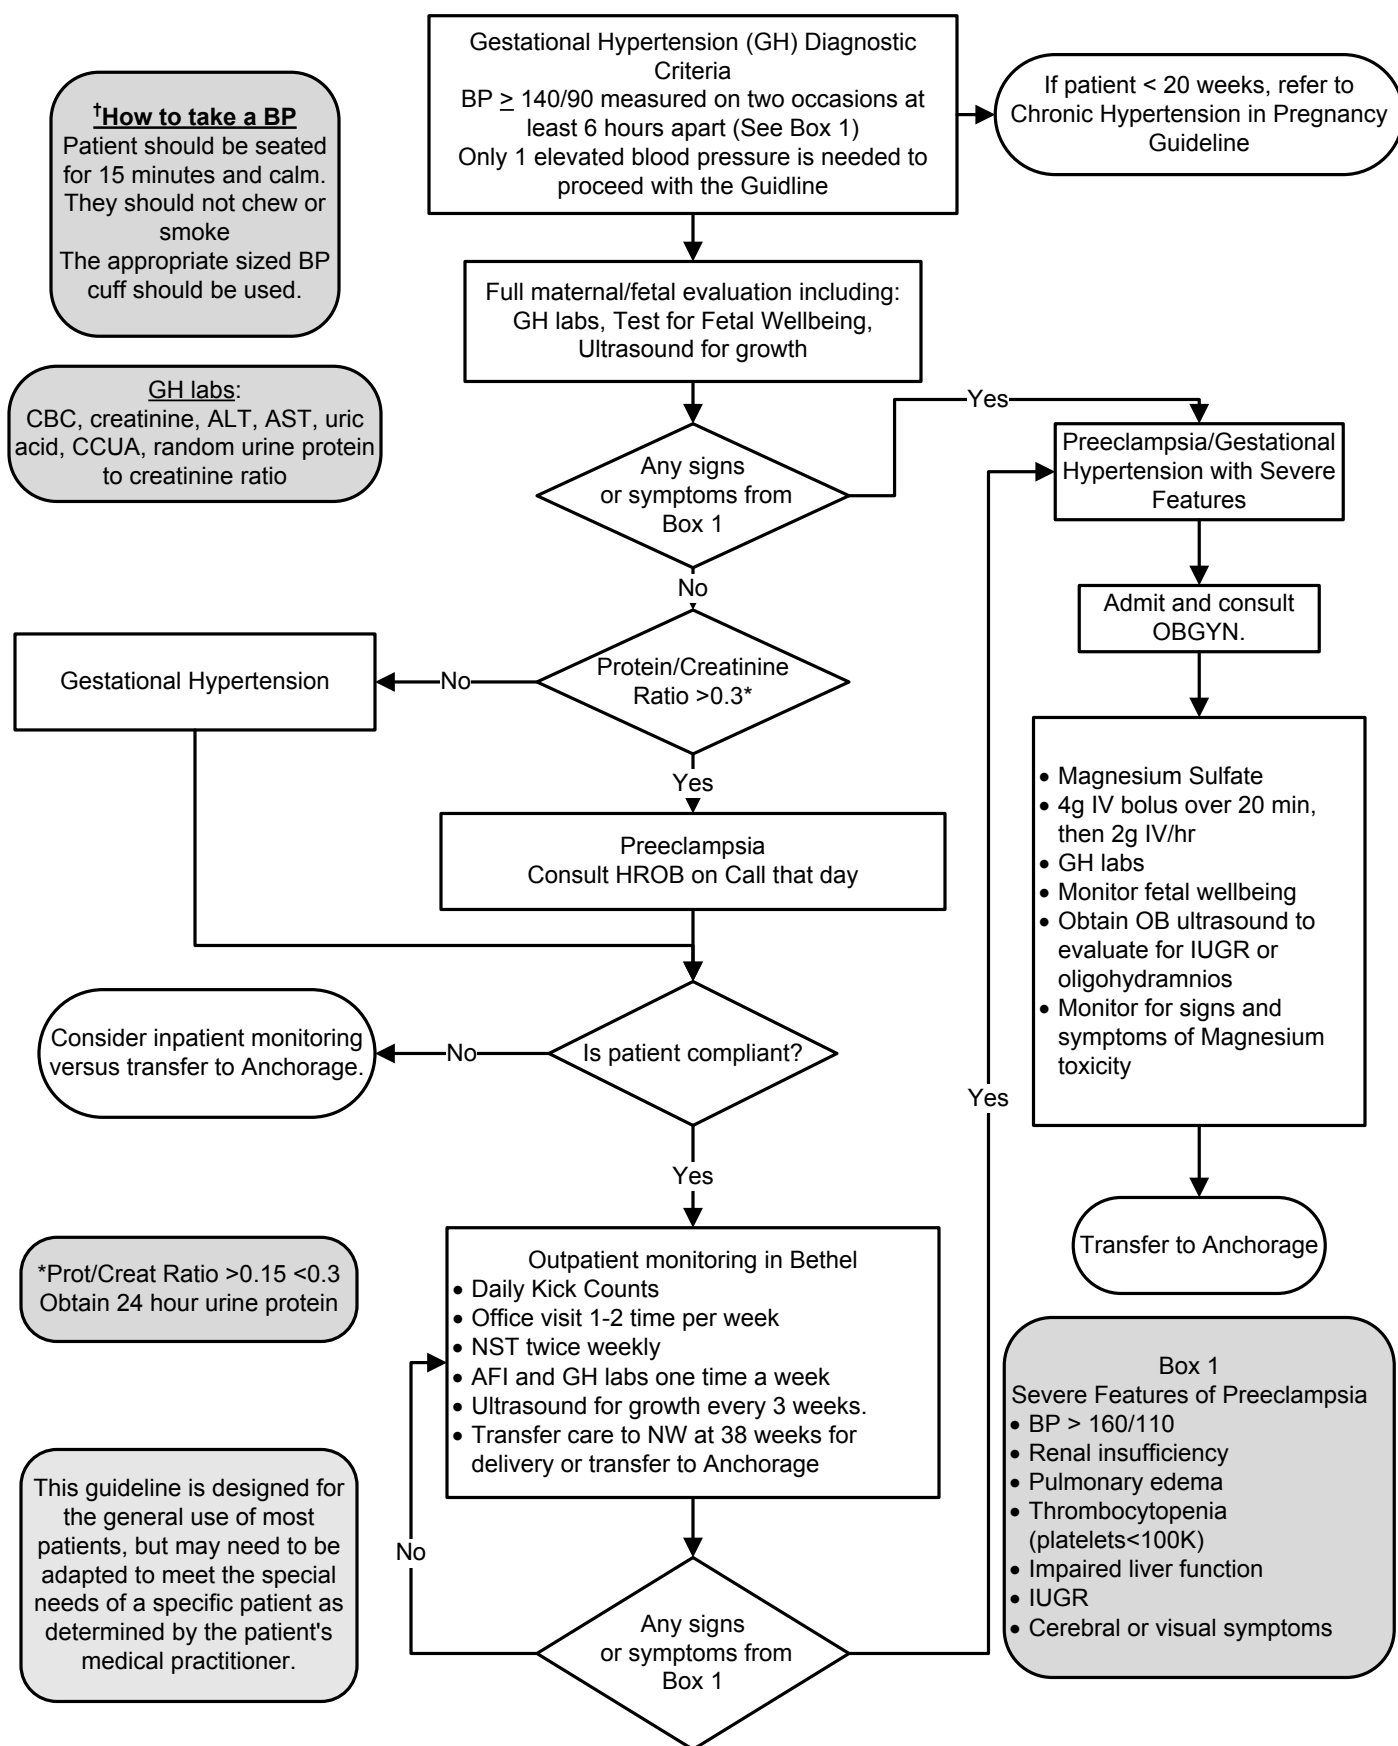 Gestational Hypertension (GH) Diagnostic
Criteria
BP ≥ 140/90 measured on two occasions at
least 6 hours apart (See Box 1)
Only 1 elevated blood pressure is needed to
proceed with the Guidline
If patient < 20 weeks, refer to
Chronic Hypertension in Pregnancy
Guideline
†How to take a BP
Patient should be seated
for 15 minutes and calm.
They should not chew or
smoke
The appropriate sized BP
cuff should be used.
Full maternal/fetal evaluation including:
GH labs, Test for Fetal Wellbeing,
Ultrasound for growth
GH labs:
CBC, creatinine, ALT, AST, uric
acid, CCUA, random urine protein
to creatinine ratio
Any signs
or symptoms from
Box 1
Yes
Preeclampsia/Gestational
Hypertension with Severe
Features
No
Admit and consult
OBGYN.
Protein/Creatinine
Ratio >0.3*
No
Gestational Hypertension
Yes
Preeclampsia
Consult HROB on Call that day
• Magnesium Sulfate
• 4g IV bolus over 20 min,
then 2g IV/hr
• GH labs
• Monitor fetal wellbeing
• Obtain OB ultrasound to
evaluate for IUGR or
oligohydramnios
• Monitor for signs and
symptoms of Magnesium
toxicity
Is patient compliant?
No
Consider inpatient monitoring
versus transfer to Anchorage.
Yes
Yes
Transfer to Anchorage
Outpatient monitoring in Bethel
• Daily Kick Counts
• Office visit 1-2 time per week
• NST twice weekly
• AFI and GH labs one time a week
• Ultrasound for growth every 3 weeks.
• Transfer care to NW at 38 weeks for
delivery or transfer to Anchorage
*Prot/Creat Ratio >0.15 <0.3
Obtain 24 hour urine protein
Box 1
Severe Features of Preeclampsia
• BP > 160/110
• Renal insufficiency
• Pulmonary edema
• Thrombocytopenia
(platelets<100K)
• Impaired liver function
• IUGR
• Cerebral or visual symptoms
This guideline is designed for
the general use of most
patients, but may need to be
adapted to meet the special
needs of a specific patient as
determined by the patient's
medical practitioner.
No
Any signs
or symptoms from
Box 1